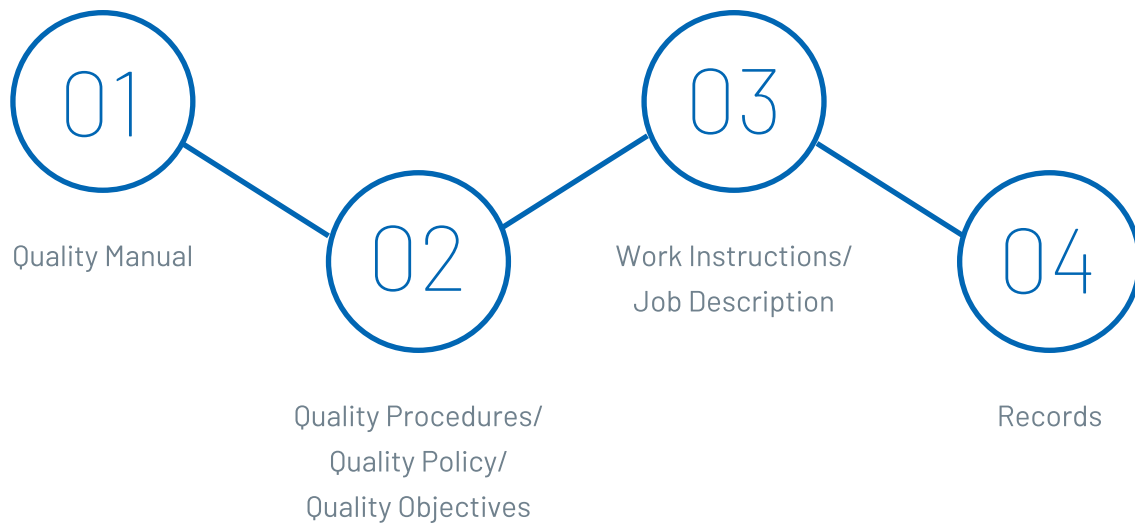 01
Quality Manual
02
Quality Procedures/
Quality Policy/
Quality Objectives
03
Work Instructions/
Job Description
04
Records